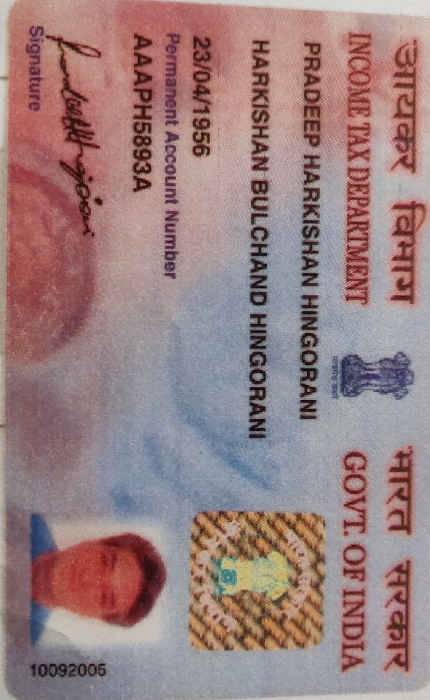 आयकर विभाग
INCOME TAX DEPARTMENT
भारत सरकार
GOVT. OF INDIA
PRADEEP HARKISHAN HINGORANI
HARKISHAN BULCHAND HINGORANI
23/04/1956
Permanent Account Number
AAAPH5893A
Signature
10092005